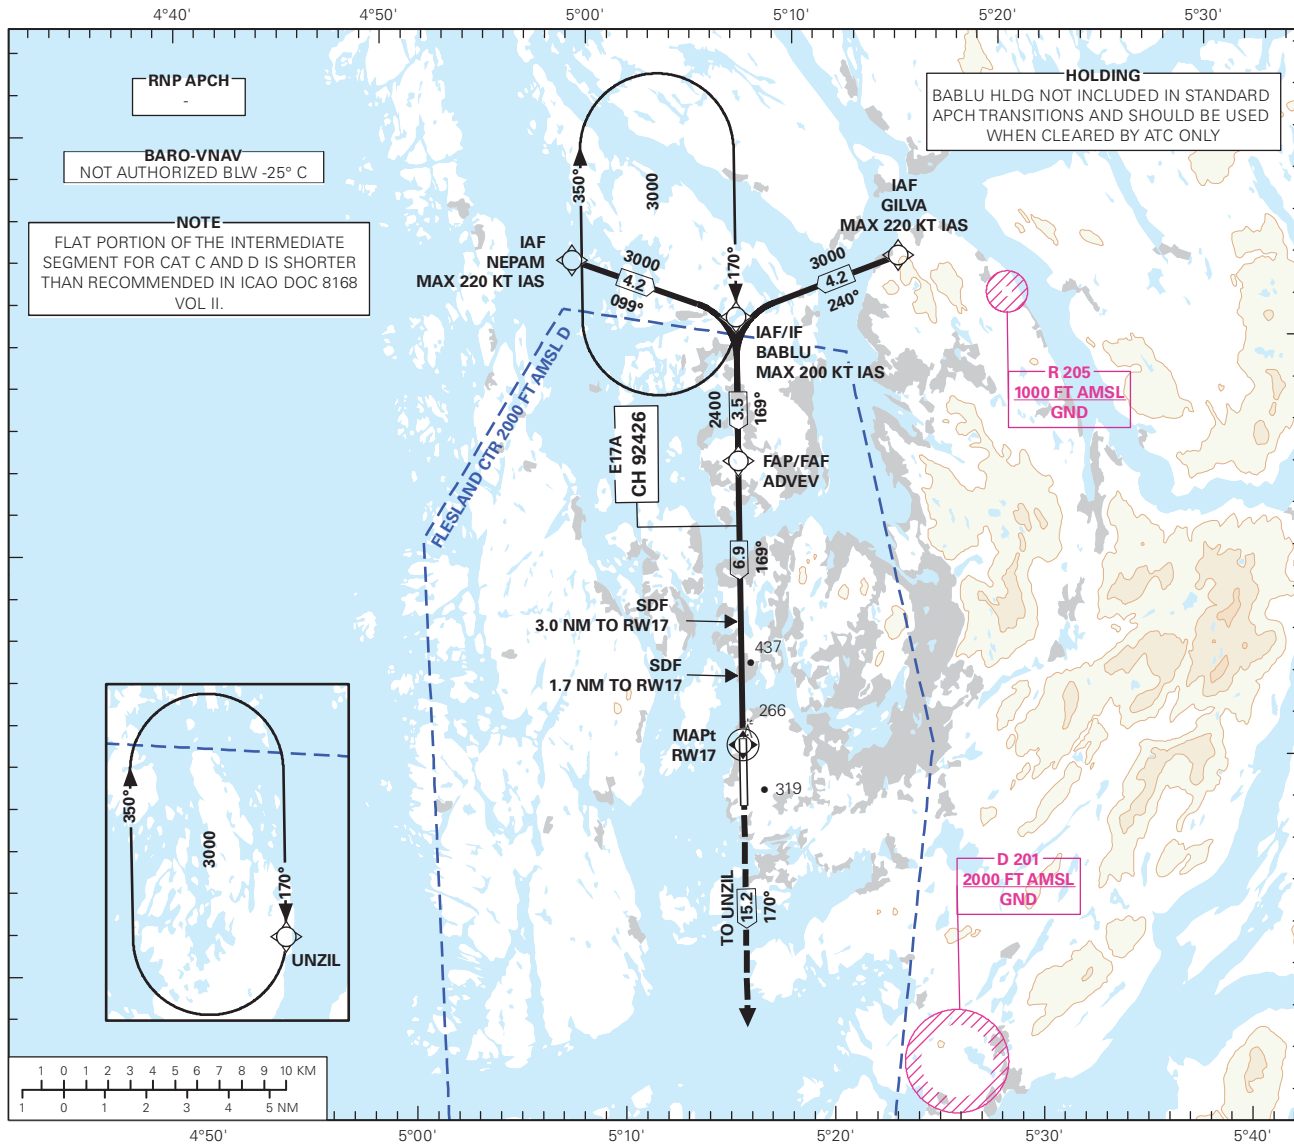 4°40'
4°50'
5°00'
5°10'
5°20'
5°30'
RNP APCH
-
BARO-VNAV
NOT AUTHORIZED BLW -25° C
NOTE
FLAT PORTION OF THE INTERMEDIATE
SEGMENT FOR CAT C AND D IS SHORTER
THAN RECOMMENDED IN ICAO DOC 8168
VOL II.
HOLDING
BABLU HLDG NOT INCLUDED IN STANDARD
APCH TRANSITIONS AND SHOULD BE USED
WHEN CLEARED BY ATC ONLY
350°
3000
170°
IAF
GILVA
MAX 220 KT IAS
IAF
NEPAM
MAX 220 KT IAS
3000
4.2
099°
3000
4.2
240°
IAF/IF
BABLU
MAX 200 KT IAS
FLESLAND CTR 2000 FT AMSL D
R 205
1000 FT AMSL
GND
2400
3.5
169°
E17A
CH 92426
FAP/FAF
ADVEV
6.9
169°
SDF
3.0 NM TO RW17
437
SDF
1.7 NM TO RW17
266
MAPt
RW17
319
350°
3000
170°
UNZIL
TO UNZIL
15.2
170°
D 201
2000 FT AMSL
GND
1 0 1 2 3 4 5 6 7 8 9 10 KM
1 0 1 2 3 4 5 NM
4°50'
5°00'
5°10'
5°20'
5°30'
5°40'